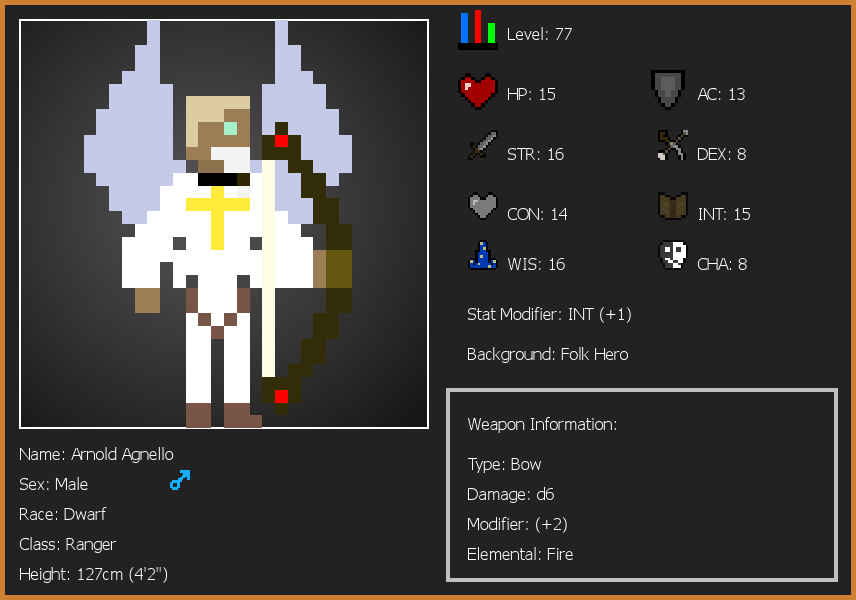 Level: 77
HP: 15
AC: 13
STR: 16
DEX: 8
CON: 14
INT: 15
WIS: 16
CHA: 8
Stat Modifier: INT (+1)
Background: Folk Hero
Weapon Information:
Type: Bow
Damage: d6
Modifier: (+2)
Elemental: Fire
Name: Arnold Agnello
Sex: Male
Race: Dwarf
Class: Ranger
Height: 127cm (4'2")